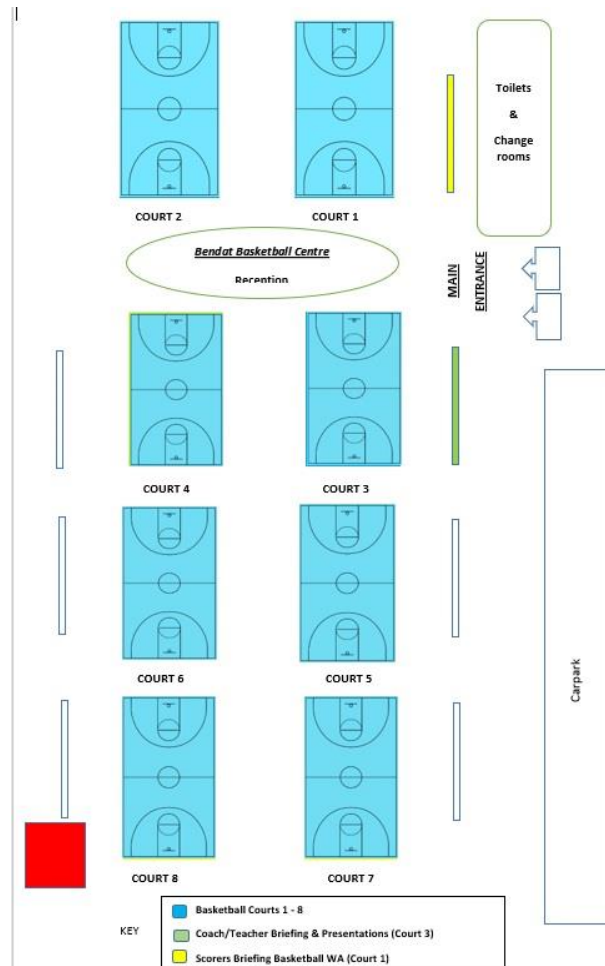 Toilets
&
Change
rooms
COURT 2
COURT 1
Bendat Basketball Centre
Reception
MAIN
ENTRANCE
COURT 4
COURT 3
COURT 6
COURT 5
Carpark
COURT 8
COURT 7
KEY
Basketball Courts 1 - 8
Coach/Teacher Briefing & Presentations (Court 3)
Scorers Briefing Basketball WA (Court 1)